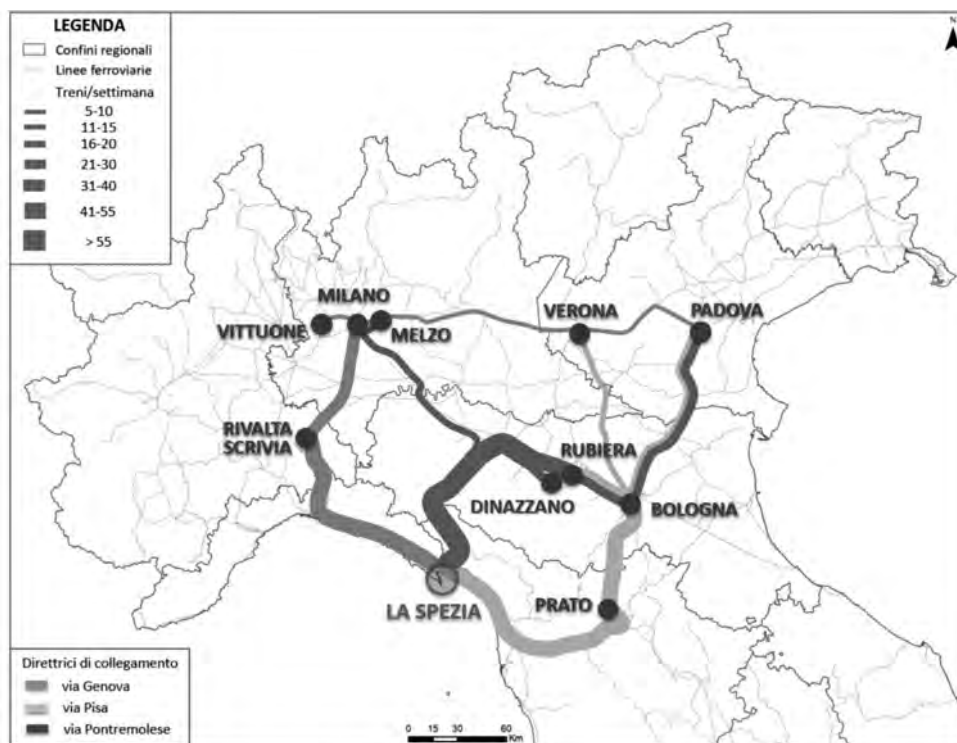 LEGENDA
Confini regionali
Linee ferroviarie
Treni/settimana
5-10
11-15
16-20
21-30
31-40
41-55
> 55
N
MILANO
VITTUONE
MELZO
VERONA
PADOVA
RIVALTA
SCRIVIA
RUBIERA
DINAZZANO
BOLOGNA
LA SPEZIA
PRATO
Direttrici di collegamento
via Genova
via Pisa
via Pontremolese
0 15 30 60
Km